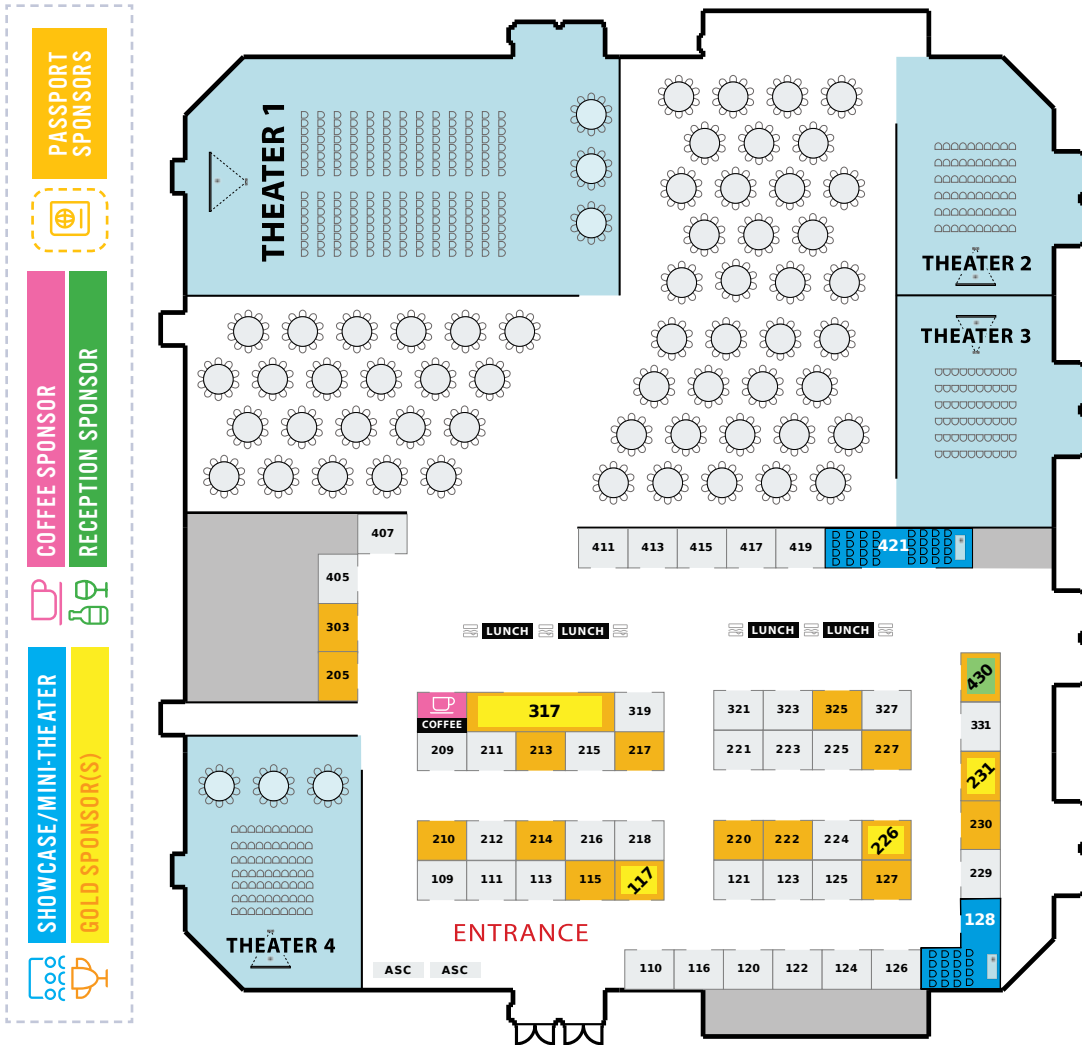 PASSPORT
SPONSORS
COFFEE SPONSOR
RECEPTION SPONSOR
SHOWCASE/MINI-THEATER
GOLD SPONSOR(S)
THEATER 1
THEATER 2
THEATER 3
407
405
303
205
411 413 415 417 419 421
LUNCH LUNCH LUNCH LUNCH
COFFEE
317 319
209 211 213 215 217
321 323 325 327
221 223 225 227
430
331
231
230
229
128
210 212 214 216 218
109 111 113 115 117
220 222 224 226
121 123 125 127
THEATER 4
ENTRANCE
ASC ASC
110 116 120 122 124 126